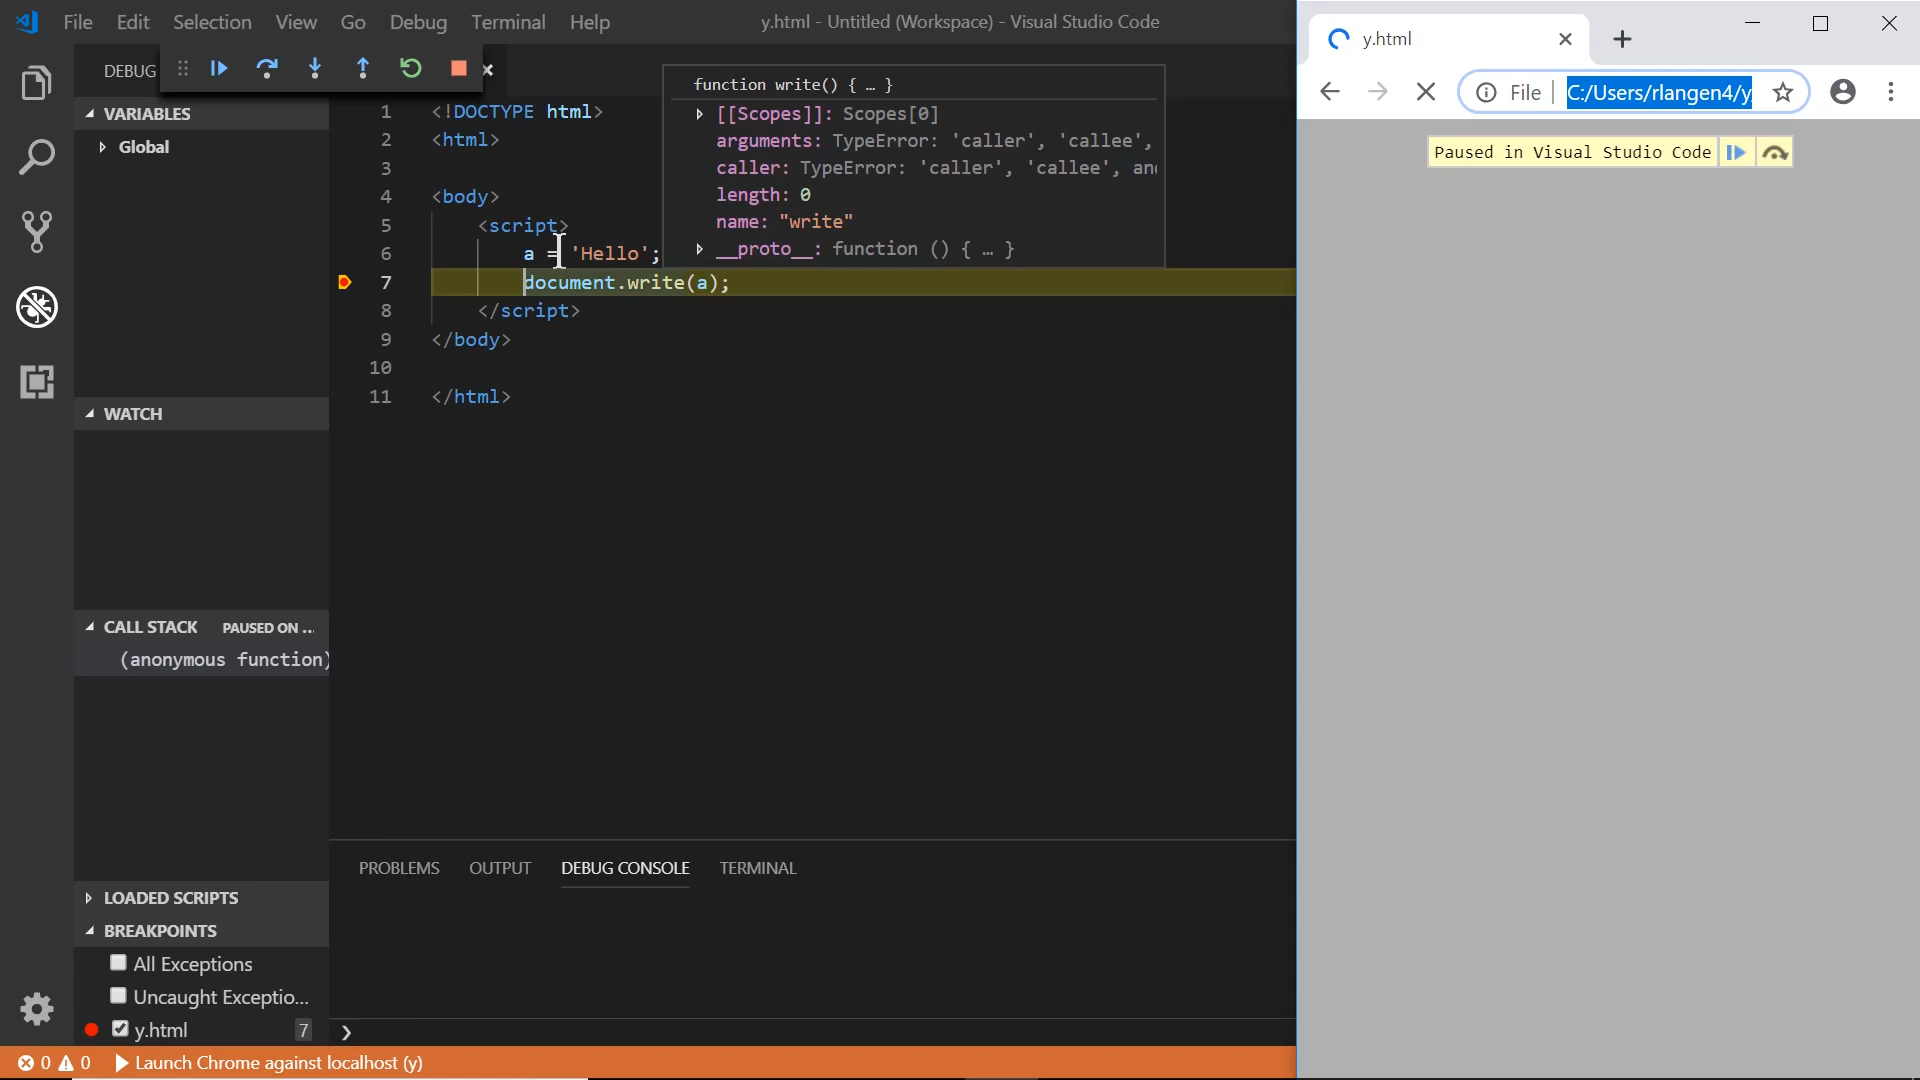 File Edit Selection View Go Debug Terminal Help
y.html - Untitled (Workspace) - Visual Studio Code
DEBUG
VARIABLES
Global
WATCH
CALL STACK PAUSED ON ...
(anonymous function)
LOADED SCRIPTS
BREAKPOINTS
All Exceptions
Uncaught Exceptio...
y.html 7
1 <!DOCTYPE html>
2 <html>
3
4 <body>
5 <script>
6 a = 'Hello';
7 document.write(a);
8 </script>
9 </body>
10
11 </html>
function write() { … }
[[Scopes]]: Scopes[0]
arguments: TypeError: 'caller', 'callee',
caller: TypeError: 'caller', 'callee', an
length: 0
name: "write"
__proto__: function () { … }
PROBLEMS OUTPUT DEBUG CONSOLE TERMINAL
0 0 Launch Chrome against localhost (y)
y.html
File C:/Users/rlangen4/y
Paused in Visual Studio Code